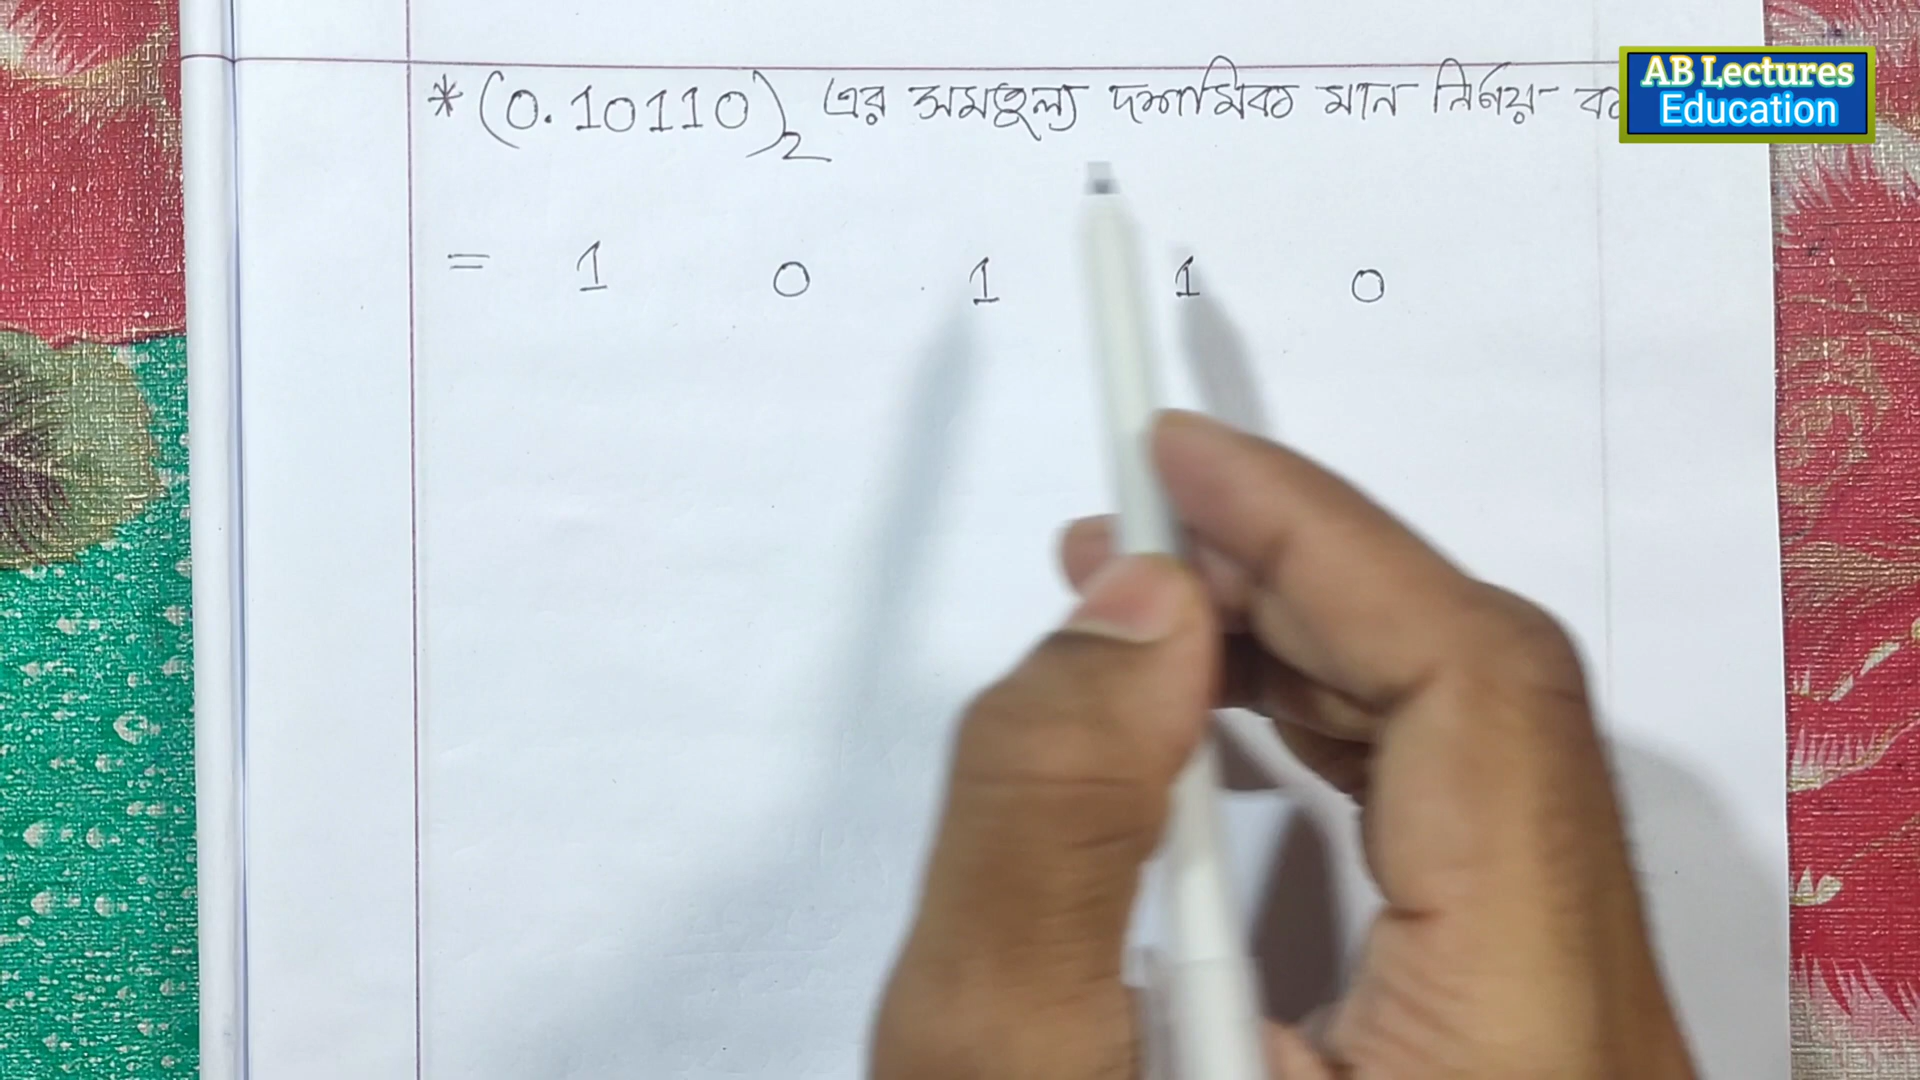 * (0.10110)₂ এর সমতুল্য দশমিক মান নির্ণয়
= 1 0 1 1 0
AB Lectures
Education